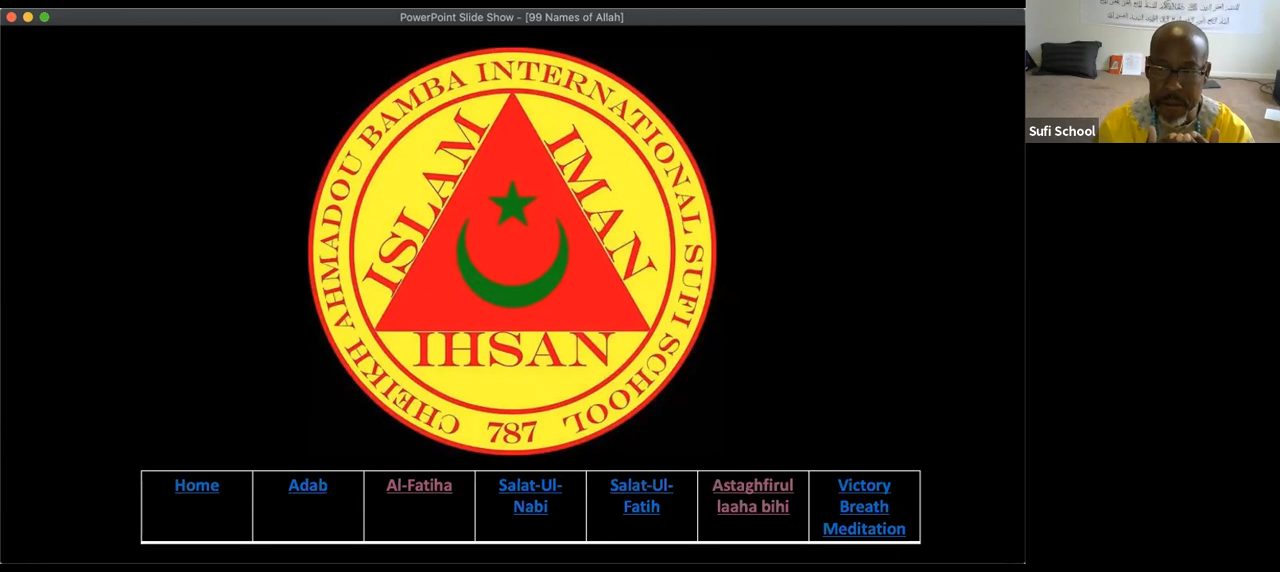 PowerPoint Slide Show - [99 Names of Allah]
CHEIKH AHMADOU BAMBA INTERNATIONAL SUFI SCHOOL
787
ISLAM
IMAN
IHSAN
Home
Adab
Al-Fatiha
Salat-Ul-
Nabi
Salat-Ul-
Fatih
Astaghfirul
laaha bihi
Victory
Breath
Meditation
Sufi School